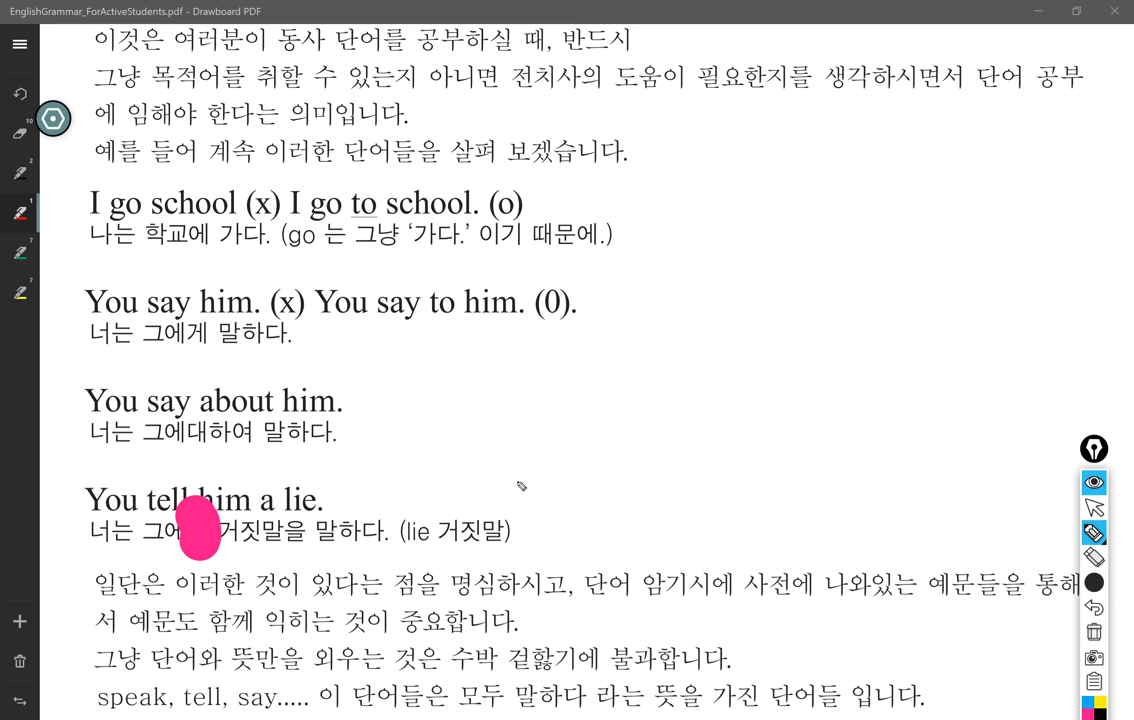 EnglishGrammar_ForActiveStudents.pdf - Drawboard PDF
이것은 여러분이 동사 단어를 공부하실 때, 반드시
그냥 목적어를 취할 수 있는지 아니면 전치사의 도움이 필요한지를 생각하시면서 단어 공부
에 임해야 한다는 의미입니다.
예를 들어 계속 이러한 단어들을 살펴 보겠습니다.
I go school (x) I go to school. (o)
나는 학교에 가다. (go 는 그냥 ‘가다.’ 이기 때문에.)
You say him. (x) You say to him. (0).
너는 그에게 말하다.
You say about him.
너는 그에대하여 말하다.
You tell him a lie.
너는 거짓말을 말하다. (lie 거짓말)
일단은 이러한 것이 있다는 점을 명심하시고, 단어 암기시에 사전에 나와있는 예문들을 통해
서 예문도 함께 익히는 것이 중요합니다.
그냥 단어와 뜻만을 외우는 것은 수박 겉핥기에 불과합니다.
speak, tell, say..... 이 단어들은 모두 말하다 라는 뜻을 가진 단어들 입니다.
10
2
1
7
7